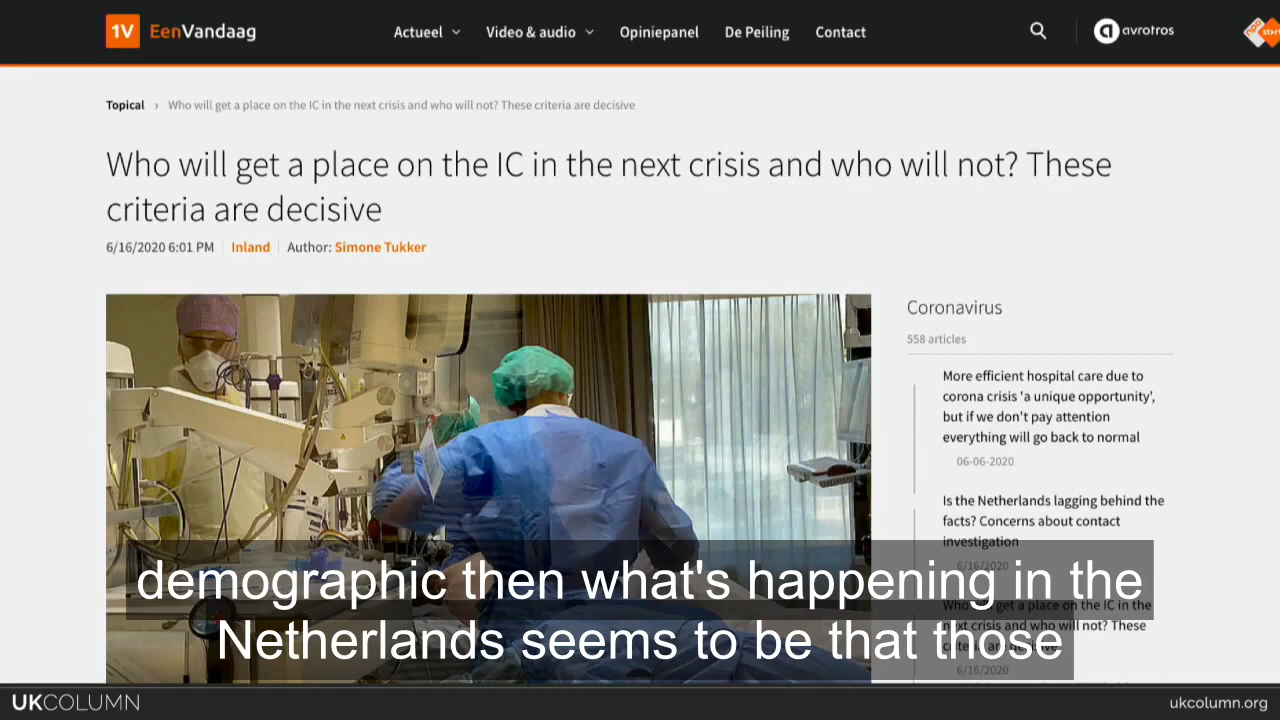 1V EenVandaag Actueel Video & audio Opiniepanel De Peiling Contact avrotros npo start
Topical › Who will get a place on the IC in the next crisis and who will not? These criteria are decisive
Who will get a place on the IC in the next crisis and who will not? These
criteria are decisive
6/16/2020 6:01 PM Inland Author: Simone Tukker
Coronavirus
558 articles
More efficient hospital care due to
corona crisis 'a unique opportunity',
but if we don't pay attention
everything will go back to normal
06-06-2020
Is the Netherlands lagging behind the
facts? Concerns about contact
investigation
6/16/2020
Who will get a place on the IC in the
next crisis and who will not? These
criteria are decisive
6/16/2020
demographic then what's happening in the
Netherlands seems to be that those
UKCOLUMN ukcolumn.org